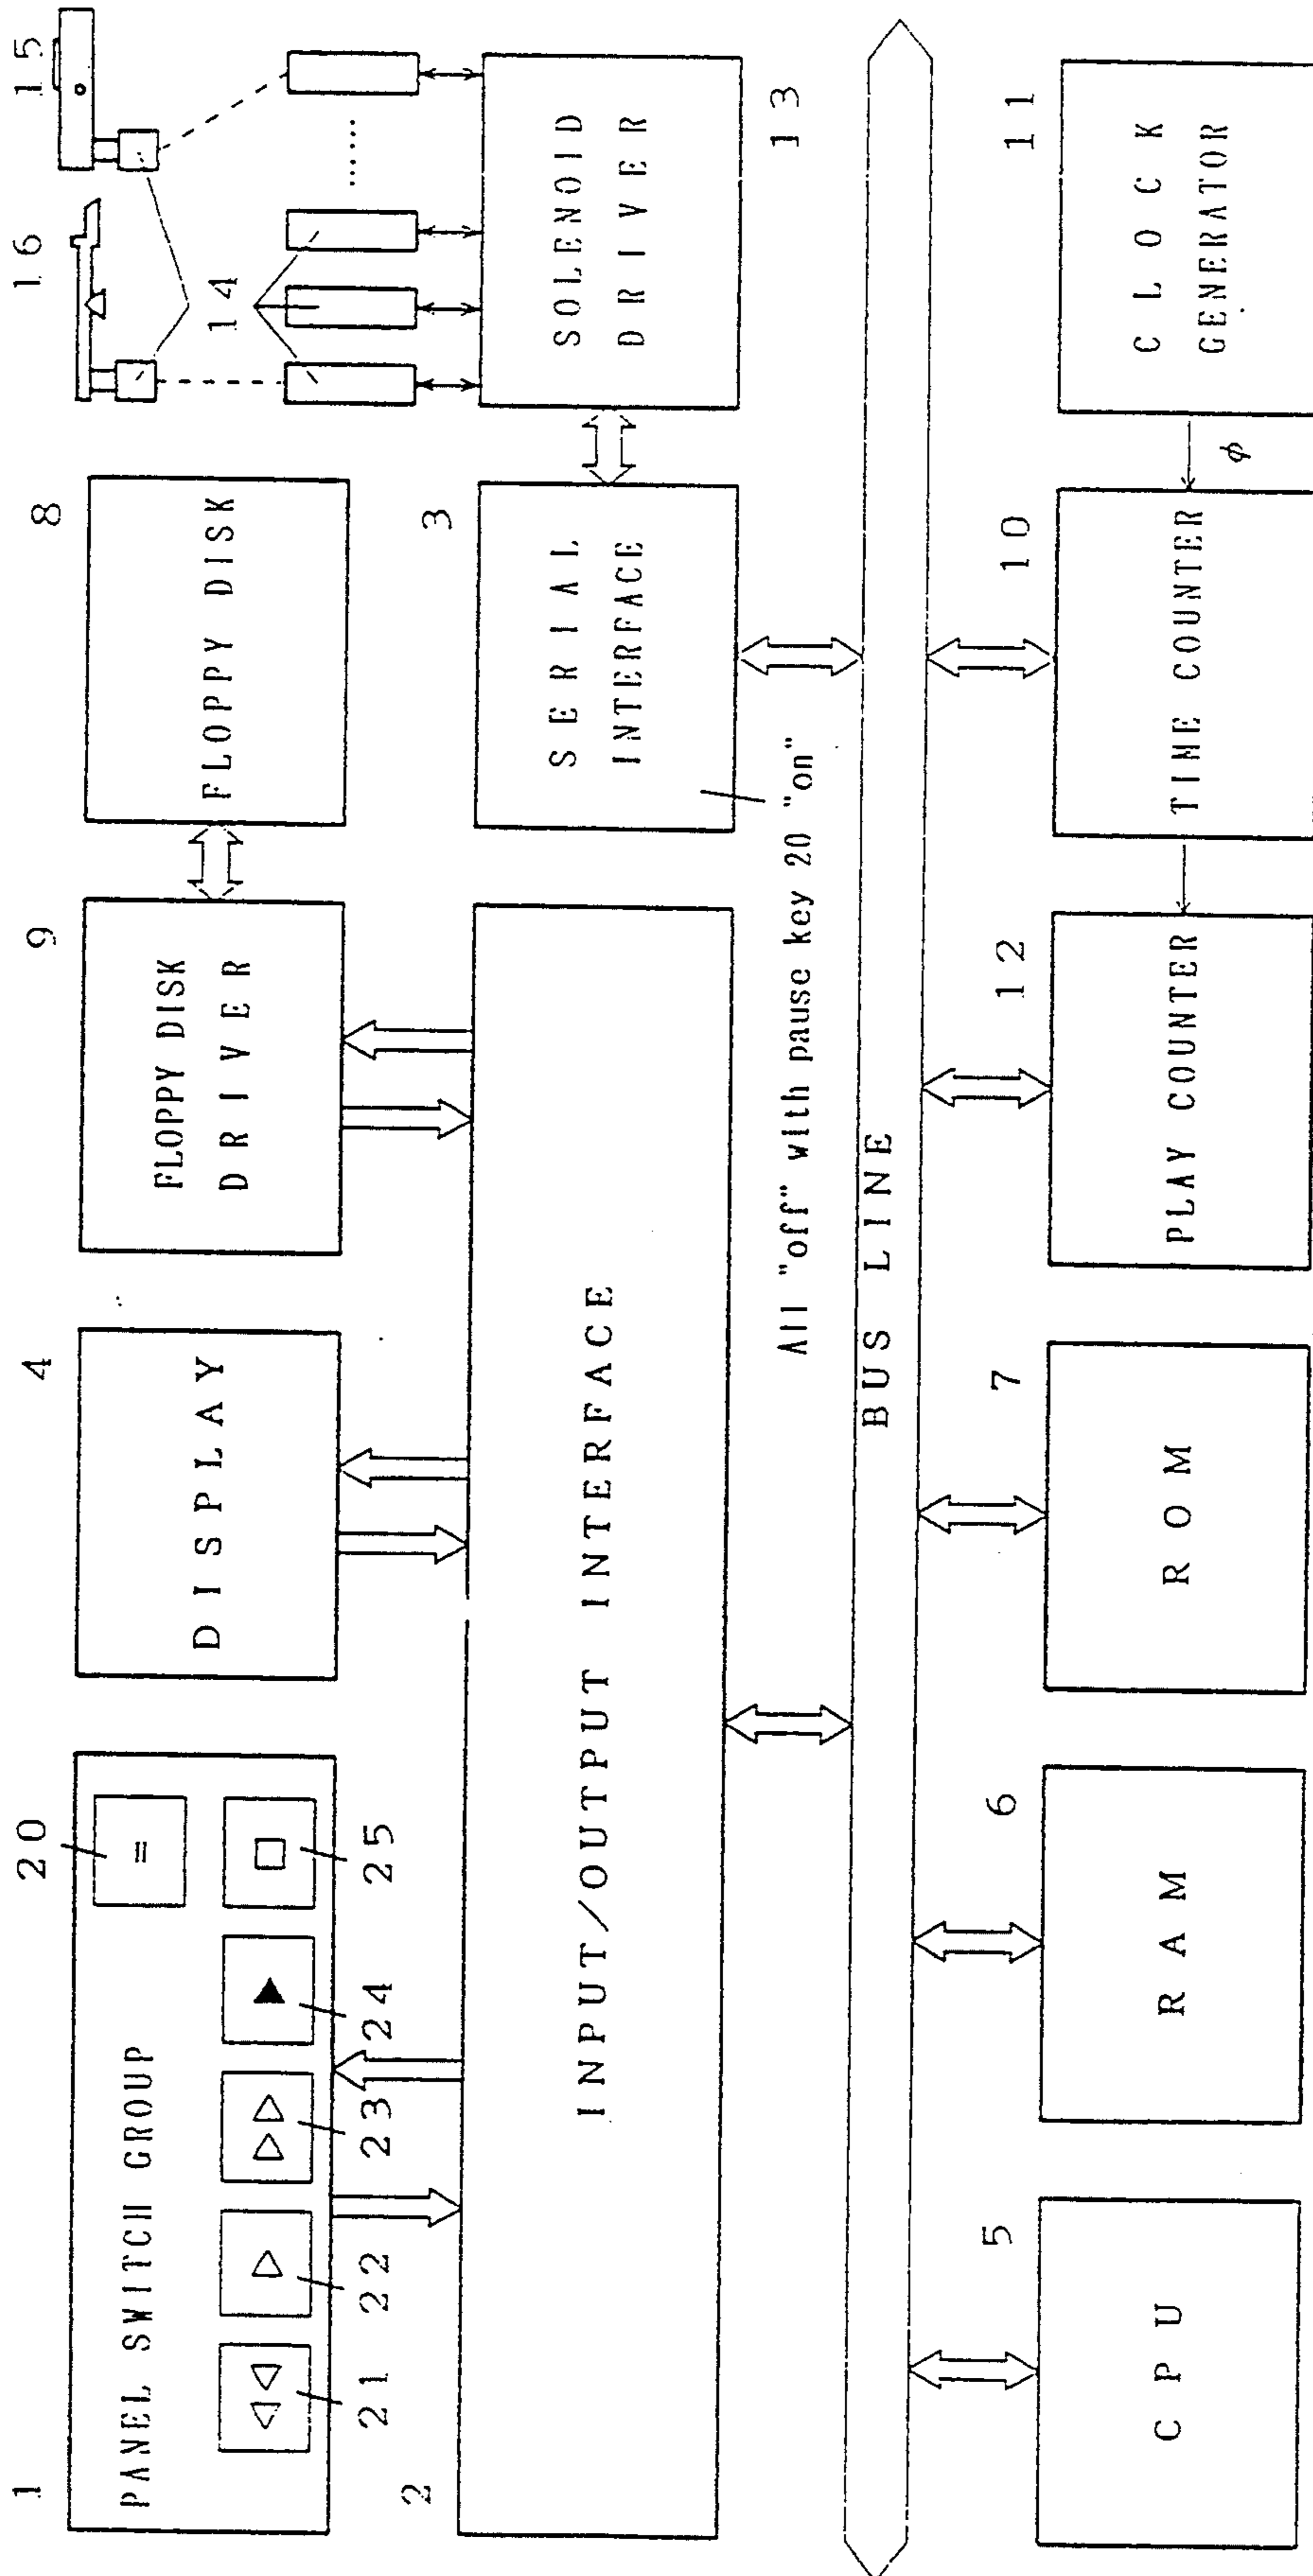 1
PANEL SWITCH GROUP
20
=
21
22
23
24
25
4
DISPLAY
9
FLOPPY DISK
DRIVER
8
FLOPPY DISK
16
15
14
......
2
INPUT/OUTPUT INTERFACE
3
SERIAL
INTERFACE
SOLENOID
DRIVER
13
All "off" with pause key 20 "on"
BUS LINE
5
CPU
6
RAM
7
ROM
12
PLAY COUNTER
10
TIME COUNTER
φ
11
CLOCK
GENERATOR